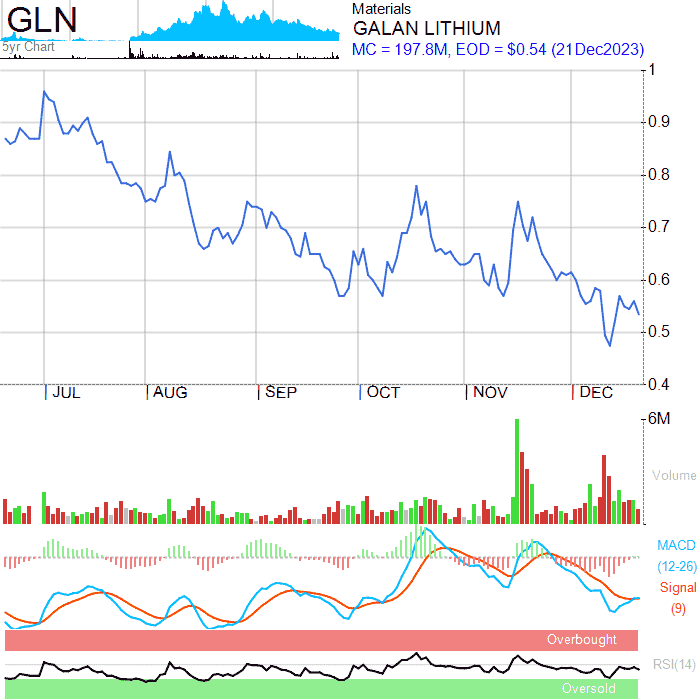 GLN
5yr Chart
Materials
GALAN LITHIUM
MC = 197.8M, EOD = $0.54 (21Dec2023)
1
0.9
0.8
0.7
0.6
0.5
0.4
JUL AUG SEP OCT NOV DEC
6M
Volume
MACD
(12-26)
Signal
(9)
Overbought
RSI(14)
Oversold